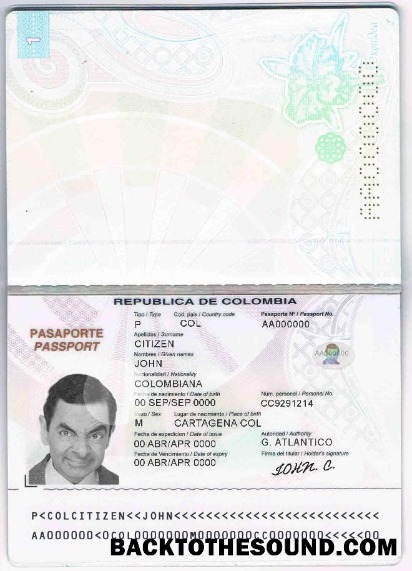 1
AA000000
REPUBLICA DE COLOMBIA
PASAPORTE
PASSPORT
Tipo / Type Cod. país / Country code Pasaporte Nº / Passport No.
P COL AA000000
Apellidos / Surname
CITIZEN
Nombres / Given names
JOHN
Nacionalidad / Nationality
COLOMBIANA
Fecha de nacimiento / Date of birth Num. personal / Personal No.
00 SEP/SEP 0000 CC9291214
Sexo / Sex Lugar de nacimiento / Place of birth
M CARTAGENA COL
Fecha de expedicion / Date of issue Autoridad / Authority
00 ABR/APR 0000 G. ATLANTICO
Fecha de Vencimiento / Date of expiry Firma del titular / Holder's signature
00 ABR/APR 0000 JOHN C.
AA000000
P<COLCITIZEN<<JOHN<<<<<<<<<<<<<<<<<<<<<<<<<<
BACKTOTHESOUND.COM